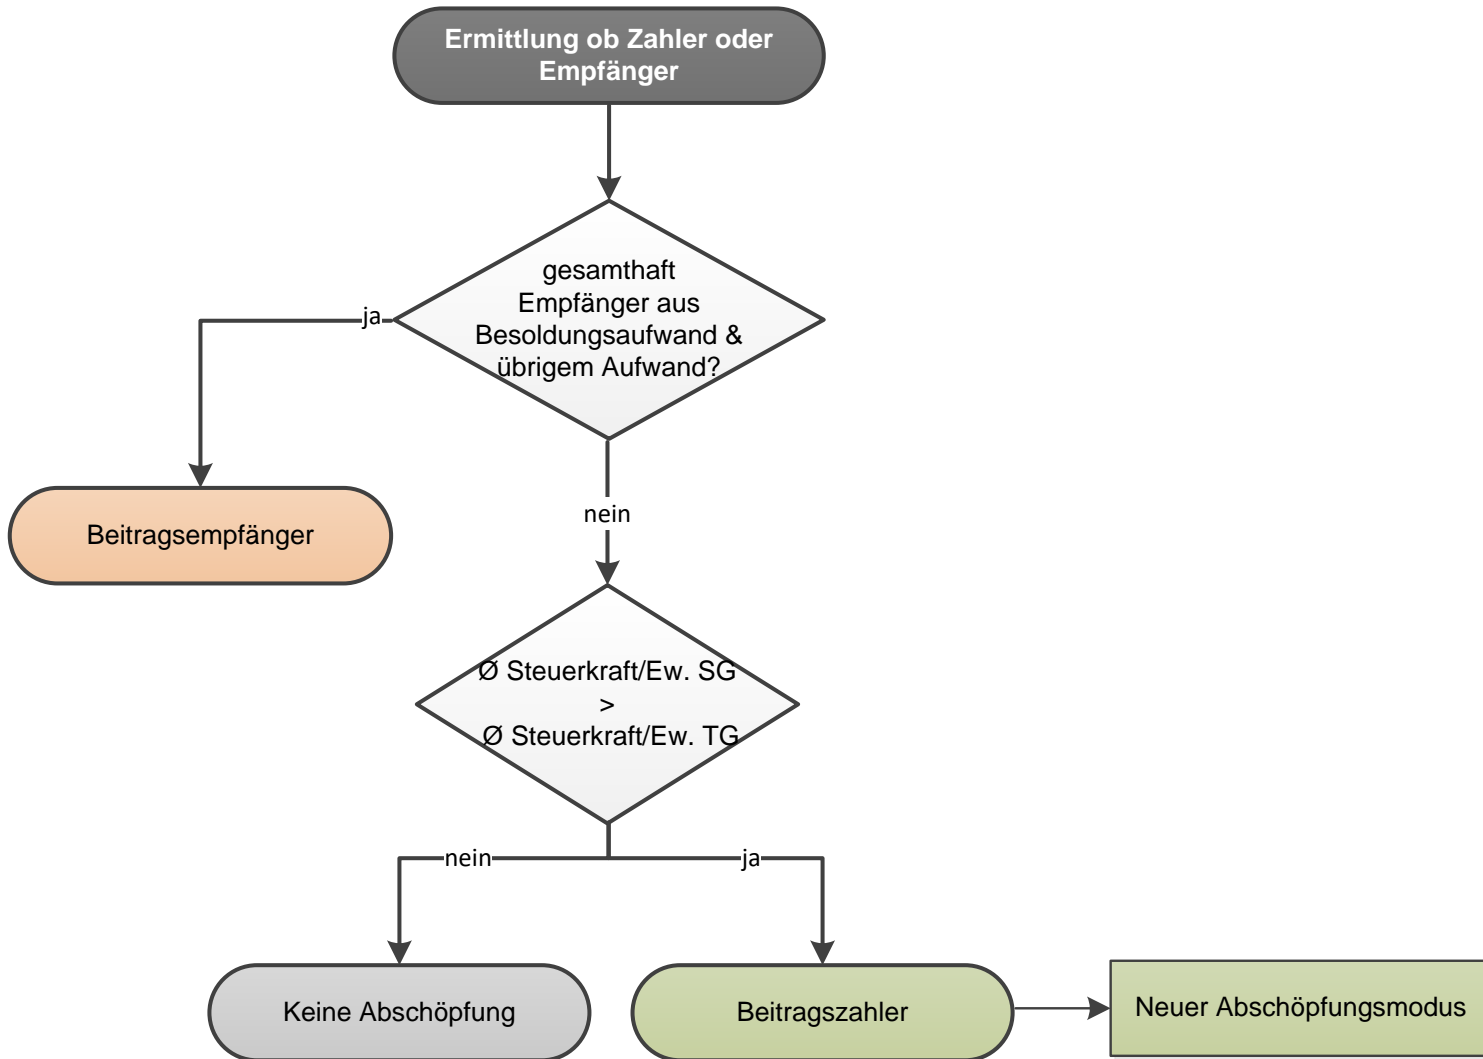 Ermittlung ob Zahler oder
Empfänger
gesamthaft
Empfänger aus
Besoldungsaufwand &
übrigem Aufwand?
ja
Beitragsempfänger
nein
Ø Steuerkraft/Ew. SG
>
Ø Steuerkraft/Ew. TG
nein
ja
Keine Abschöpfung
Beitragszahler
Neuer Abschöpfungsmodus